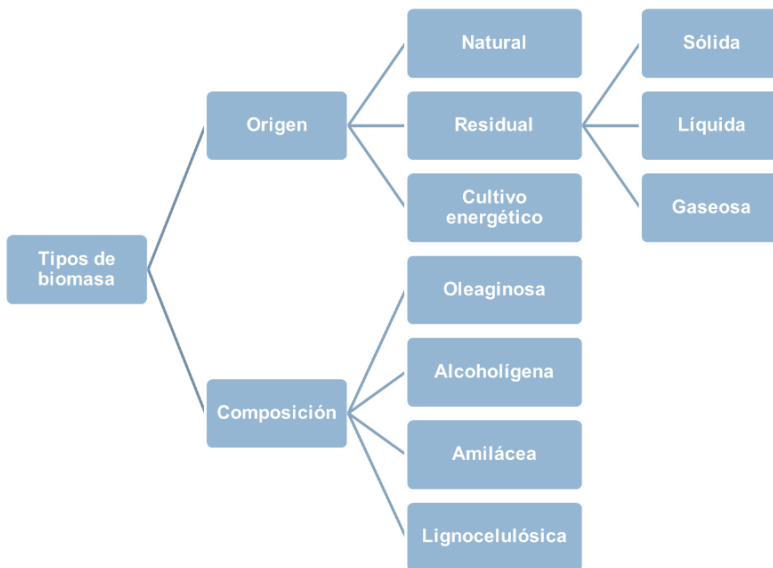 Tipos de
biomasa
Origen
Natural
Residual
Sólida
Líquida
Gaseosa
Cultivo
energético
Composición
Oleaginosa
Alcoholígena
Amilácea
Lignocelulósica